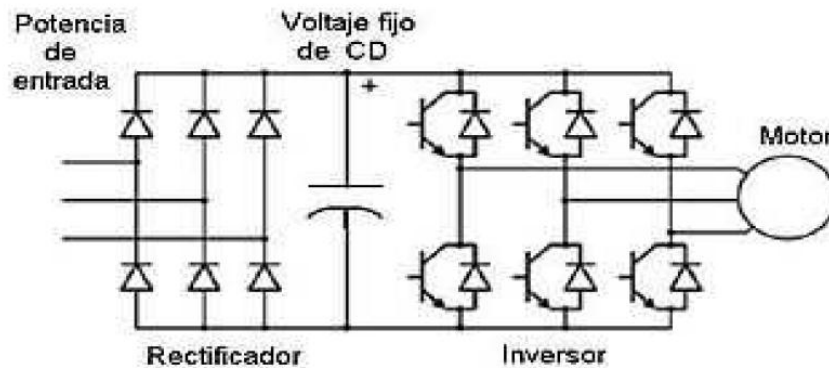 Potencia
de
entrada
Voltaje fijo
de CD
+
Motor
Rectificador
Inversor